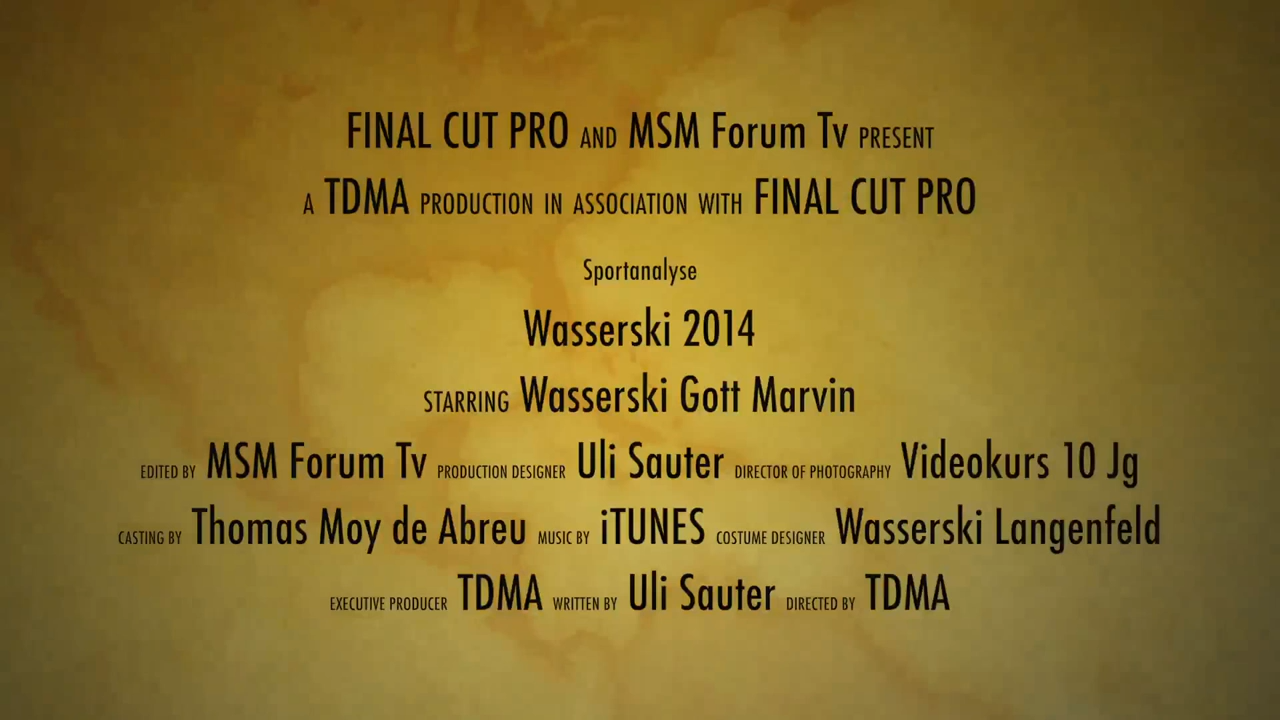 FINAL CUT PRO AND MSM Forum Tv PRESENT
A TDMA PRODUCTION IN ASSOCIATION WITH FINAL CUT PRO
Sportanalyse
Wasserski 2014
STARRING Wasserski Gott Marvin
EDITED BY MSM Forum Tv PRODUCTION DESIGNER Uli Sauter DIRECTOR OF PHOTOGRAPHY Videokurs 10 Jg
CASTING BY Thomas Moy de Abreu MUSIC BY iTUNES COSTUME DESIGNER Wasserski Langenfeld
EXECUTIVE PRODUCER TDMA WRITTEN BY Uli Sauter DIRECTED BY TDMA